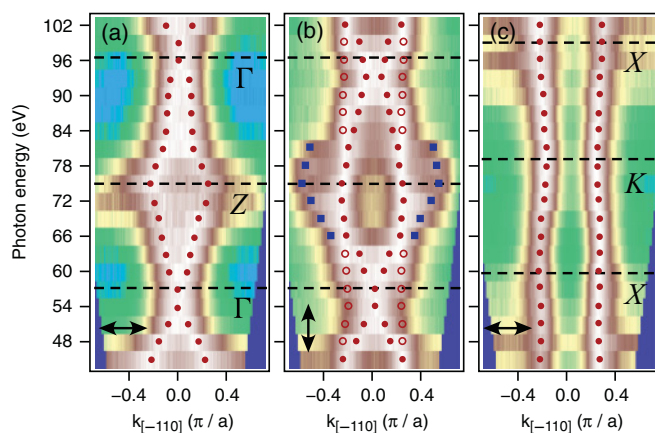 (a) (b) (c)
102
96
90
84
78
72
66
60
54
48
Photon energy (eV)
Γ
Z
Γ
X
K
X
−0.4 0.0 0.4 −0.4 0.0 0.4 −0.4 0.0 0.4
k[−110] (π / a) k[−110] (π / a) k[−110] (π / a)